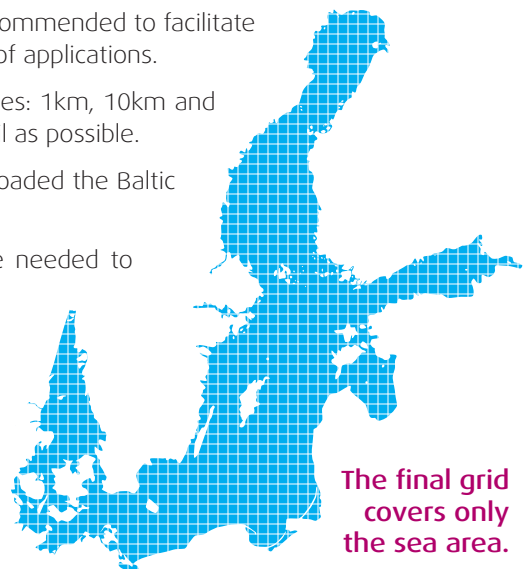 ommended to facilitate
of applications.
es: 1km, 10km and
l as possible.
oaded the Baltic
e needed to
The final grid
covers only
the sea area.